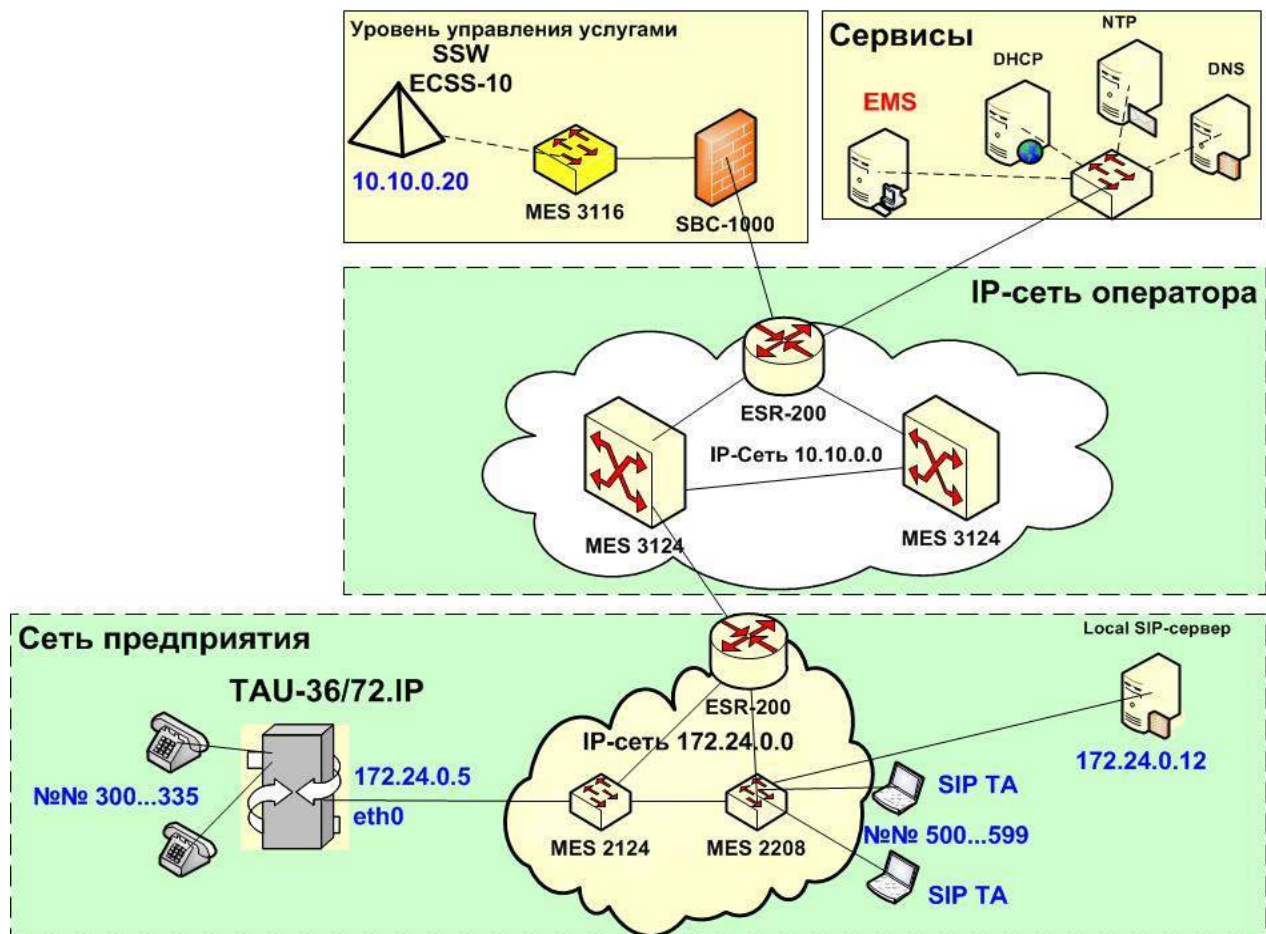 Уровень управления услугами
SSW
ECSS-10
10.10.0.20
MES 3116
SBC-1000
Сервисы
NTP
DHCP
DNS
EMS
IP-сеть оператора
ESR-200
IP-Сеть 10.10.0.0
MES 3124
MES 3124
Сеть предприятия
Local SIP-сервер
TAU-36/72.IP
ESR-200
IP-сеть 172.24.0.0
172.24.0.12
172.24.0.5
eth0
№№ 300...335
SIP TA
№№ 500...599
MES 2124
MES 2208
SIP TA